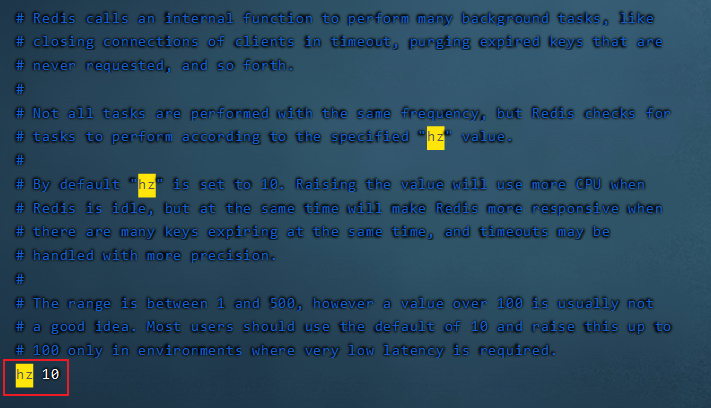 # Redis calls an internal function to perform many background tasks, like
# closing connections of clients in timeout, purging expired keys that are
# never requested, and so forth.
#
# Not all tasks are performed with the same frequency, but Redis checks for
# tasks to perform according to the specified "hz" value.
#
# By default "hz" is set to 10. Raising the value will use more CPU when
# Redis is idle, but at the same time will make Redis more responsive when
# there are many keys expiring at the same time, and timeouts may be
# handled with more precision.
#
# The range is between 1 and 500, however a value over 100 is usually not
# a good idea. Most users should use the default of 10 and raise this up to
# 100 only in environments where very low latency is required.
hz 10